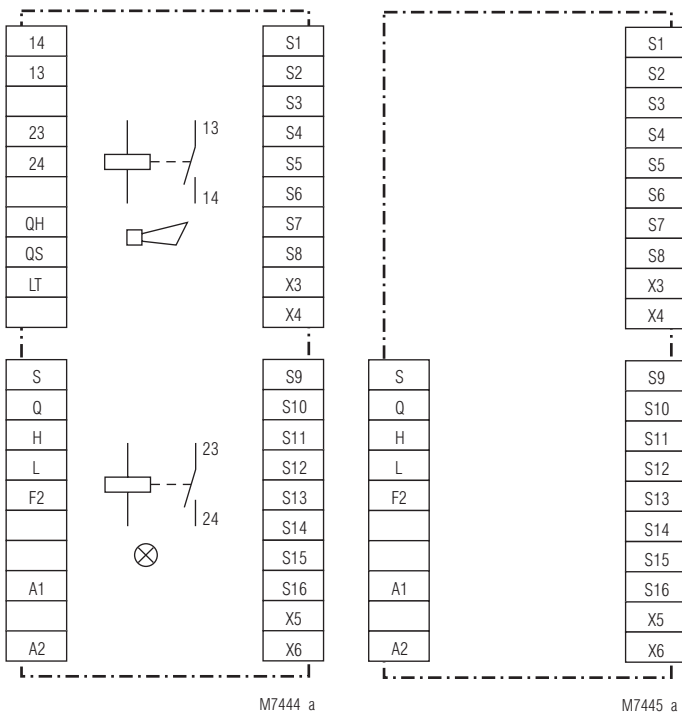 14
13
23
24
QH
QS
LT
S
Q
H
L
F2
A1
A2
13
14
23
24
S1
S2
S3
S4
S5
S6
S7
S8
X3
X4
S9
S10
S11
S12
S13
S14
S15
S16
X5
X6
M7444_a
S
Q
H
L
F2
A1
A2
S1
S2
S3
S4
S5
S6
S7
S8
X3
X4
S9
S10
S11
S12
S13
S14
S15
S16
X5
X6
M7445_a